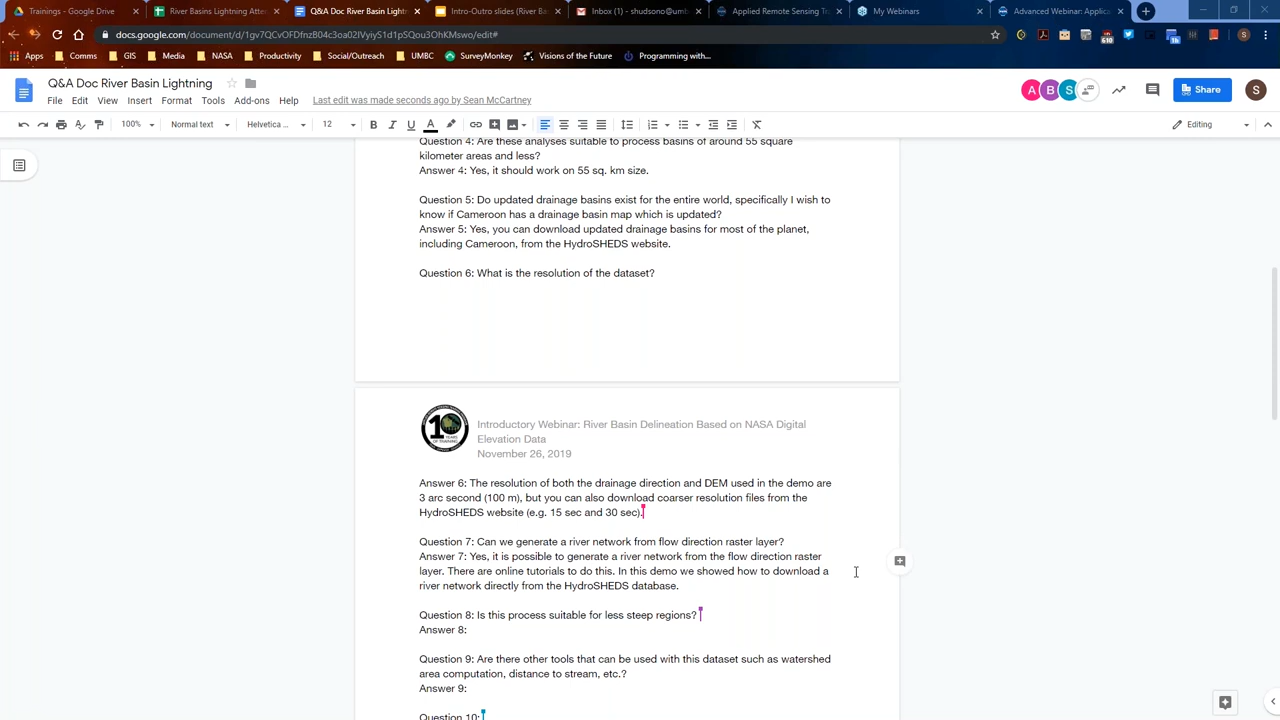 Trainings - Google Drive
River Basins Lightning Atte
Q&A Doc River Basin Lightn
Intro-Outro slides (River Bas
Inbox (1) - shudsono@umb
Applied Remote Sensing Tr
My Webinars
Advanced Webinar: Applica
docs.google.com/document/d/1gv7QCvOFDfnzB04c3oa02IVyiyS1d1pSQou3OhKMswo/edit#
Apps
Comms
GIS
Media
NASA
Productivity
Social/Outreach
UMBC
SurveyMonkey
Visions of the Future
Programming with...
Q&A Doc River Basin Lightning
A B S
Share
S
File Edit View Insert Format Tools Add-ons Help Last edit was made seconds ago by Sean McCartney
100% Normal text Helvetica ... 12 B I U A Editing
Question 4: Are these analyses suitable to process basins of around 55 square
kilometer areas and less?
Answer 4: Yes, it should work on 55 sq. km size.
Question 5: Do updated drainage basins exist for the entire world, specifically I wish to
know if Cameroon has a drainage basin map which is updated?
Answer 5: Yes, you can download updated drainage basins for most of the planet,
including Cameroon, from the HydroSHEDS website.
Question 6: What is the resolution of the dataset?
10
YEARS
OF TRAINING
Introductory Webinar: River Basin Delineation Based on NASA Digital
Elevation Data
November 26, 2019
Answer 6: The resolution of both the drainage direction and DEM used in the demo are
3 arc second (100 m), but you can also download coarser resolution files from the
HydroSHEDS website (e.g. 15 sec and 30 sec).
Question 7: Can we generate a river network from flow direction raster layer?
Answer 7: Yes, it is possible to generate a river network from the flow direction raster
layer. There are online tutorials to do this. In this demo we showed how to download a
river network directly from the HydroSHEDS database.
Question 8: Is this process suitable for less steep regions?
Answer 8:
Question 9: Are there other tools that can be used with this dataset such as watershed
area computation, distance to stream, etc.?
Answer 9:
Question 10: